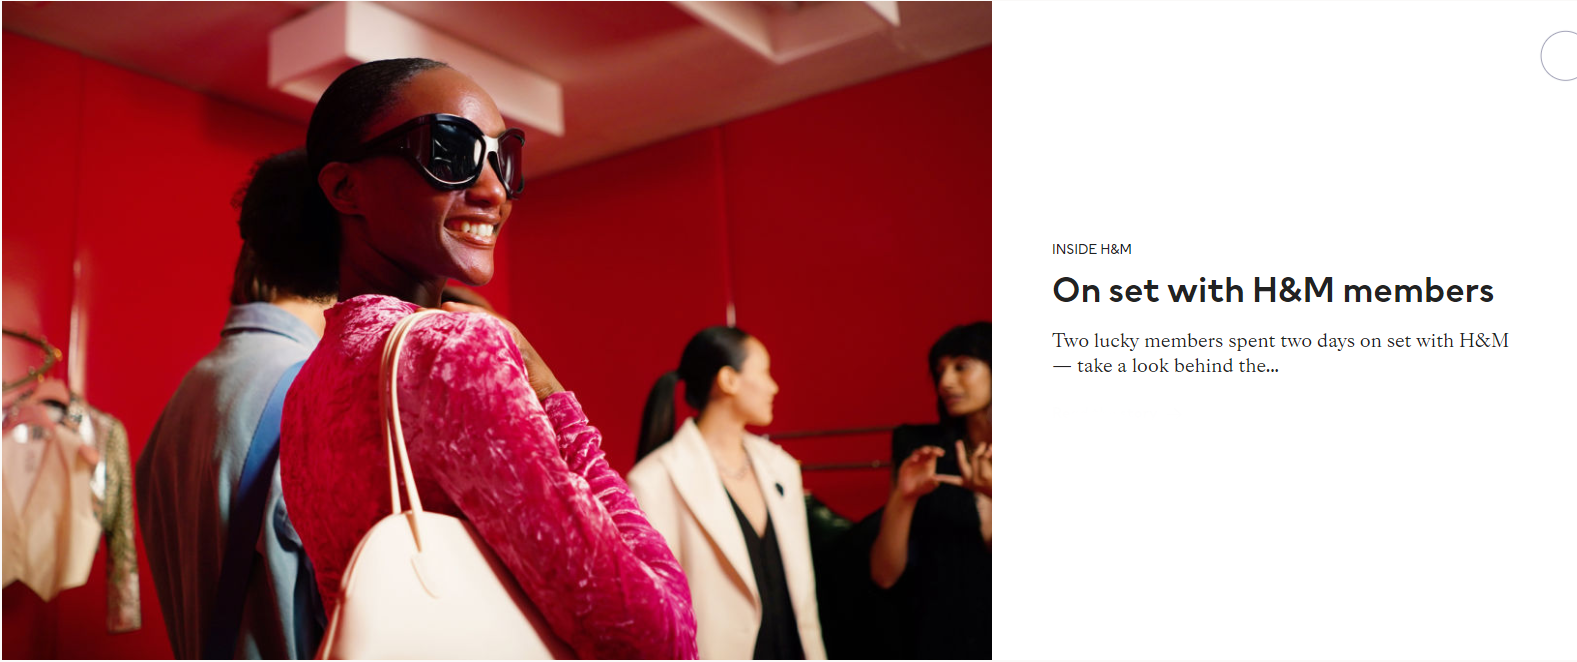 INSIDE H&M
On set with H&M members
Two lucky members spent two days on set with H&M
— take a look behind the...